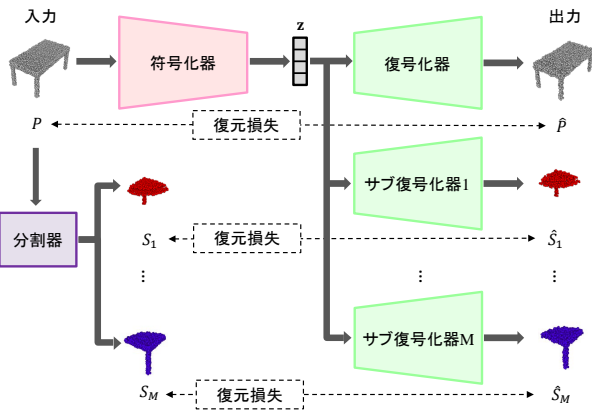 入力
出力
符号化器
z
復号化器
P
復元損失
P̂
サブ復号化器1
分割器
S₁
復元損失
Ŝ₁
⋮
⋮
⋮
サブ復号化器M
S_M
復元損失
Ŝ_M